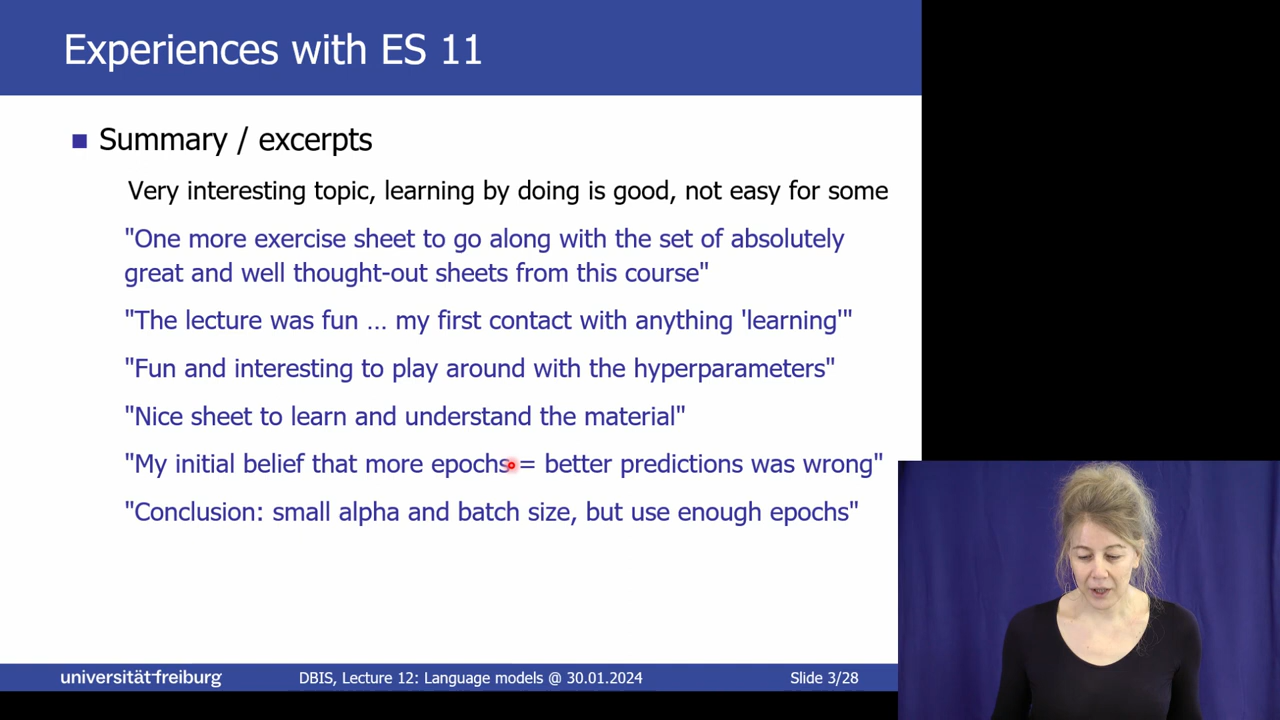 Experiences with ES 11
Summary / excerpts
Very interesting topic, learning by doing is good, not easy for some
"One more exercise sheet to go along with the set of absolutely
great and well thought-out sheets from this course"
"The lecture was fun … my first contact with anything 'learning'"
"Fun and interesting to play around with the hyperparameters"
"Nice sheet to learn and understand the material"
"My initial belief that more epochs = better predictions was wrong"
"Conclusion: small alpha and batch size, but use enough epochs"
universität freiburg
DBIS, Lecture 12: Language models @ 30.01.2024
Slide 3/28